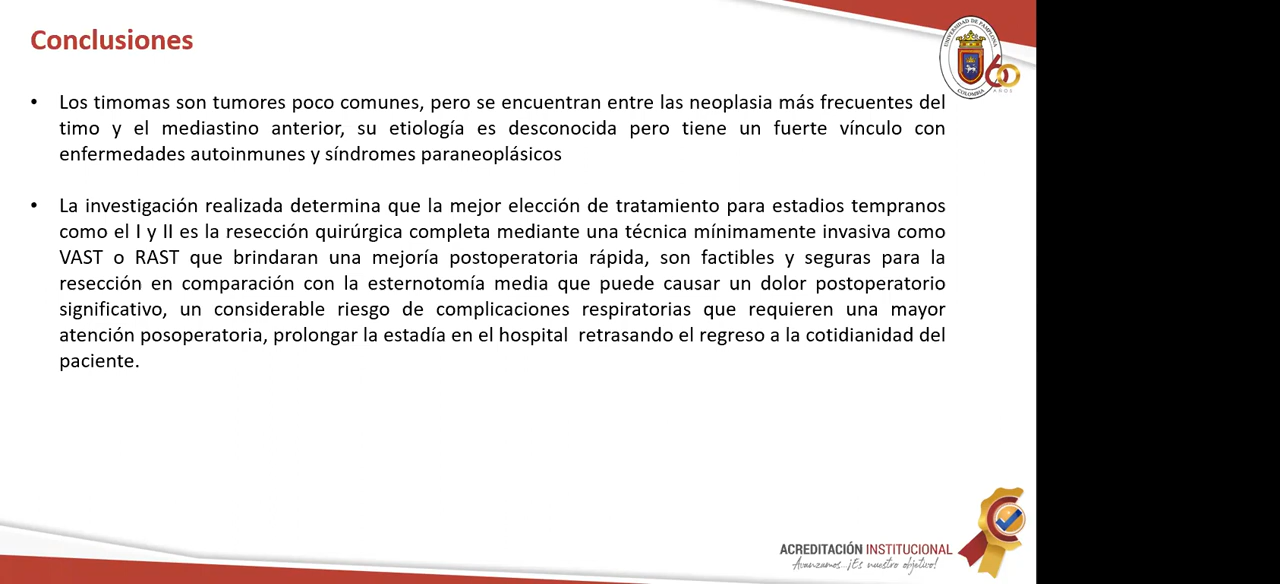 Conclusiones
UNIVERSIDAD DE PAMPLONA
COLOMBIA
60
AÑOS
• Los timomas son tumores poco comunes, pero se encuentran entre las neoplasia más frecuentes del
timo y el mediastino anterior, su etiología es desconocida pero tiene un fuerte vínculo con
enfermedades autoinmunes y síndromes paraneoplásicos
• La investigación realizada determina que la mejor elección de tratamiento para estadios tempranos
como el I y II es la resección quirúrgica completa mediante una técnica mínimamente invasiva como
VAST o RAST que brindaran una mejoría postoperatoria rápida, son factibles y seguras para la
resección en comparación con la esternotomía media que puede causar un dolor postoperatorio
significativo, un considerable riesgo de complicaciones respiratorias que requieren una mayor
atención posoperatoria, prolongar la estadía en el hospital  retrasando el regreso a la cotidianidad del
paciente.
ACREDITACIÓN INSTITUCIONAL
Avanzamos...¡Es nuestro objetivo!